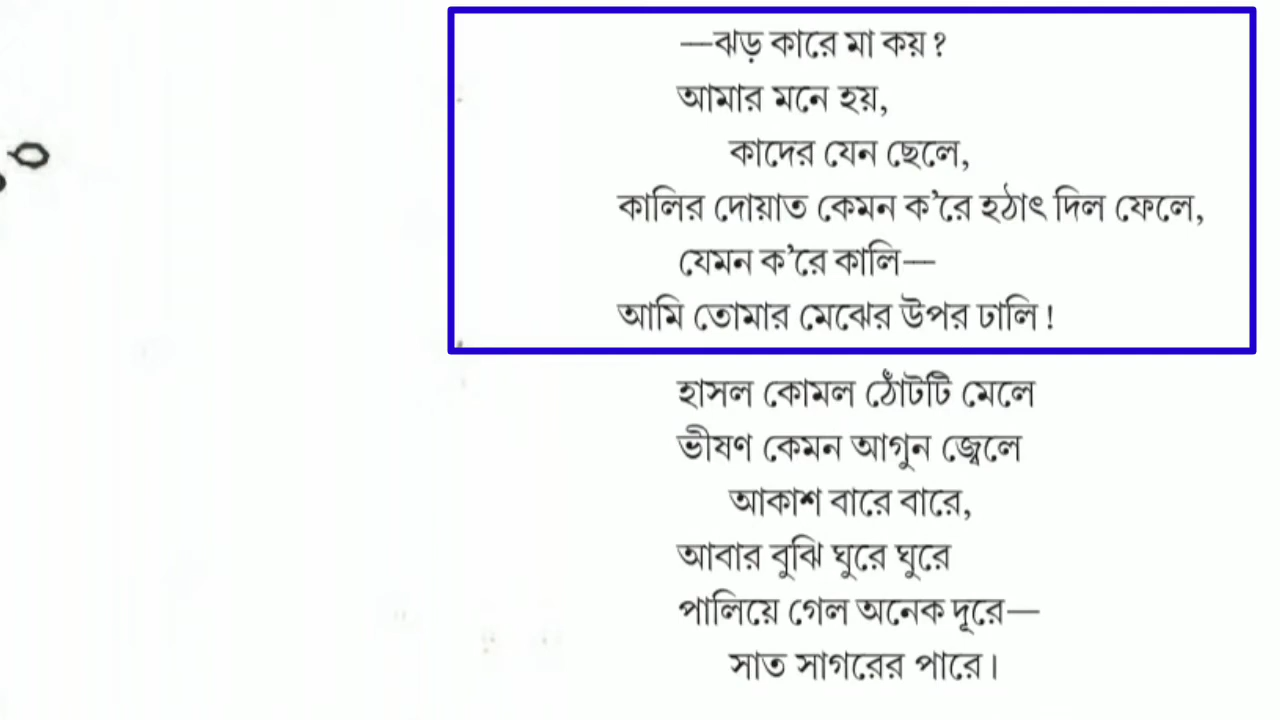 —ঝড় কারে মা কয়?
আমার মনে হয়,
কাদের যেন ছেলে,
কালির দোয়াত কেমন ক’রে হঠাৎ দিল ফেলে,
যেমন ক’রে কালি—
আমি তোমার মেঝের উপর ঢালি!
হাসল কোমল ঠোঁটটি মেলে
ভীষণ কেমন আগুন জ্বেলে
আকাশ বারে বারে,
আবার বুঝি ঘুরে ঘুরে
পালিয়ে গেল অনেক দূরে—
সাত সাগরের পারে।